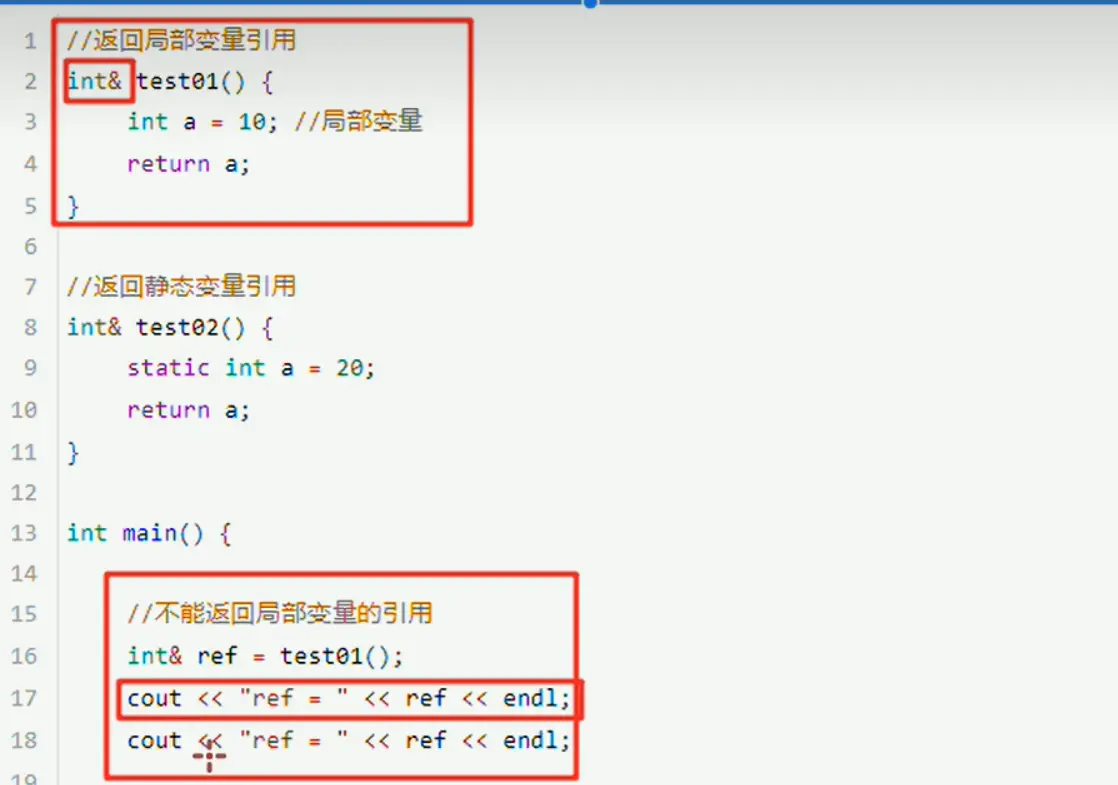 1 //返回局部变量引用
2 int& test01() {
3 int a = 10; //局部变量
4 return a;
5 }
6
7 //返回静态变量引用
8 int& test02() {
9 static int a = 20;
10 return a;
11 }
12
13 int main() {
14
15 //不能返回局部变量的引用
16 int& ref = test01();
17 cout << "ref = " << ref << endl;
18 cout << "ref = " << ref << endl;
19